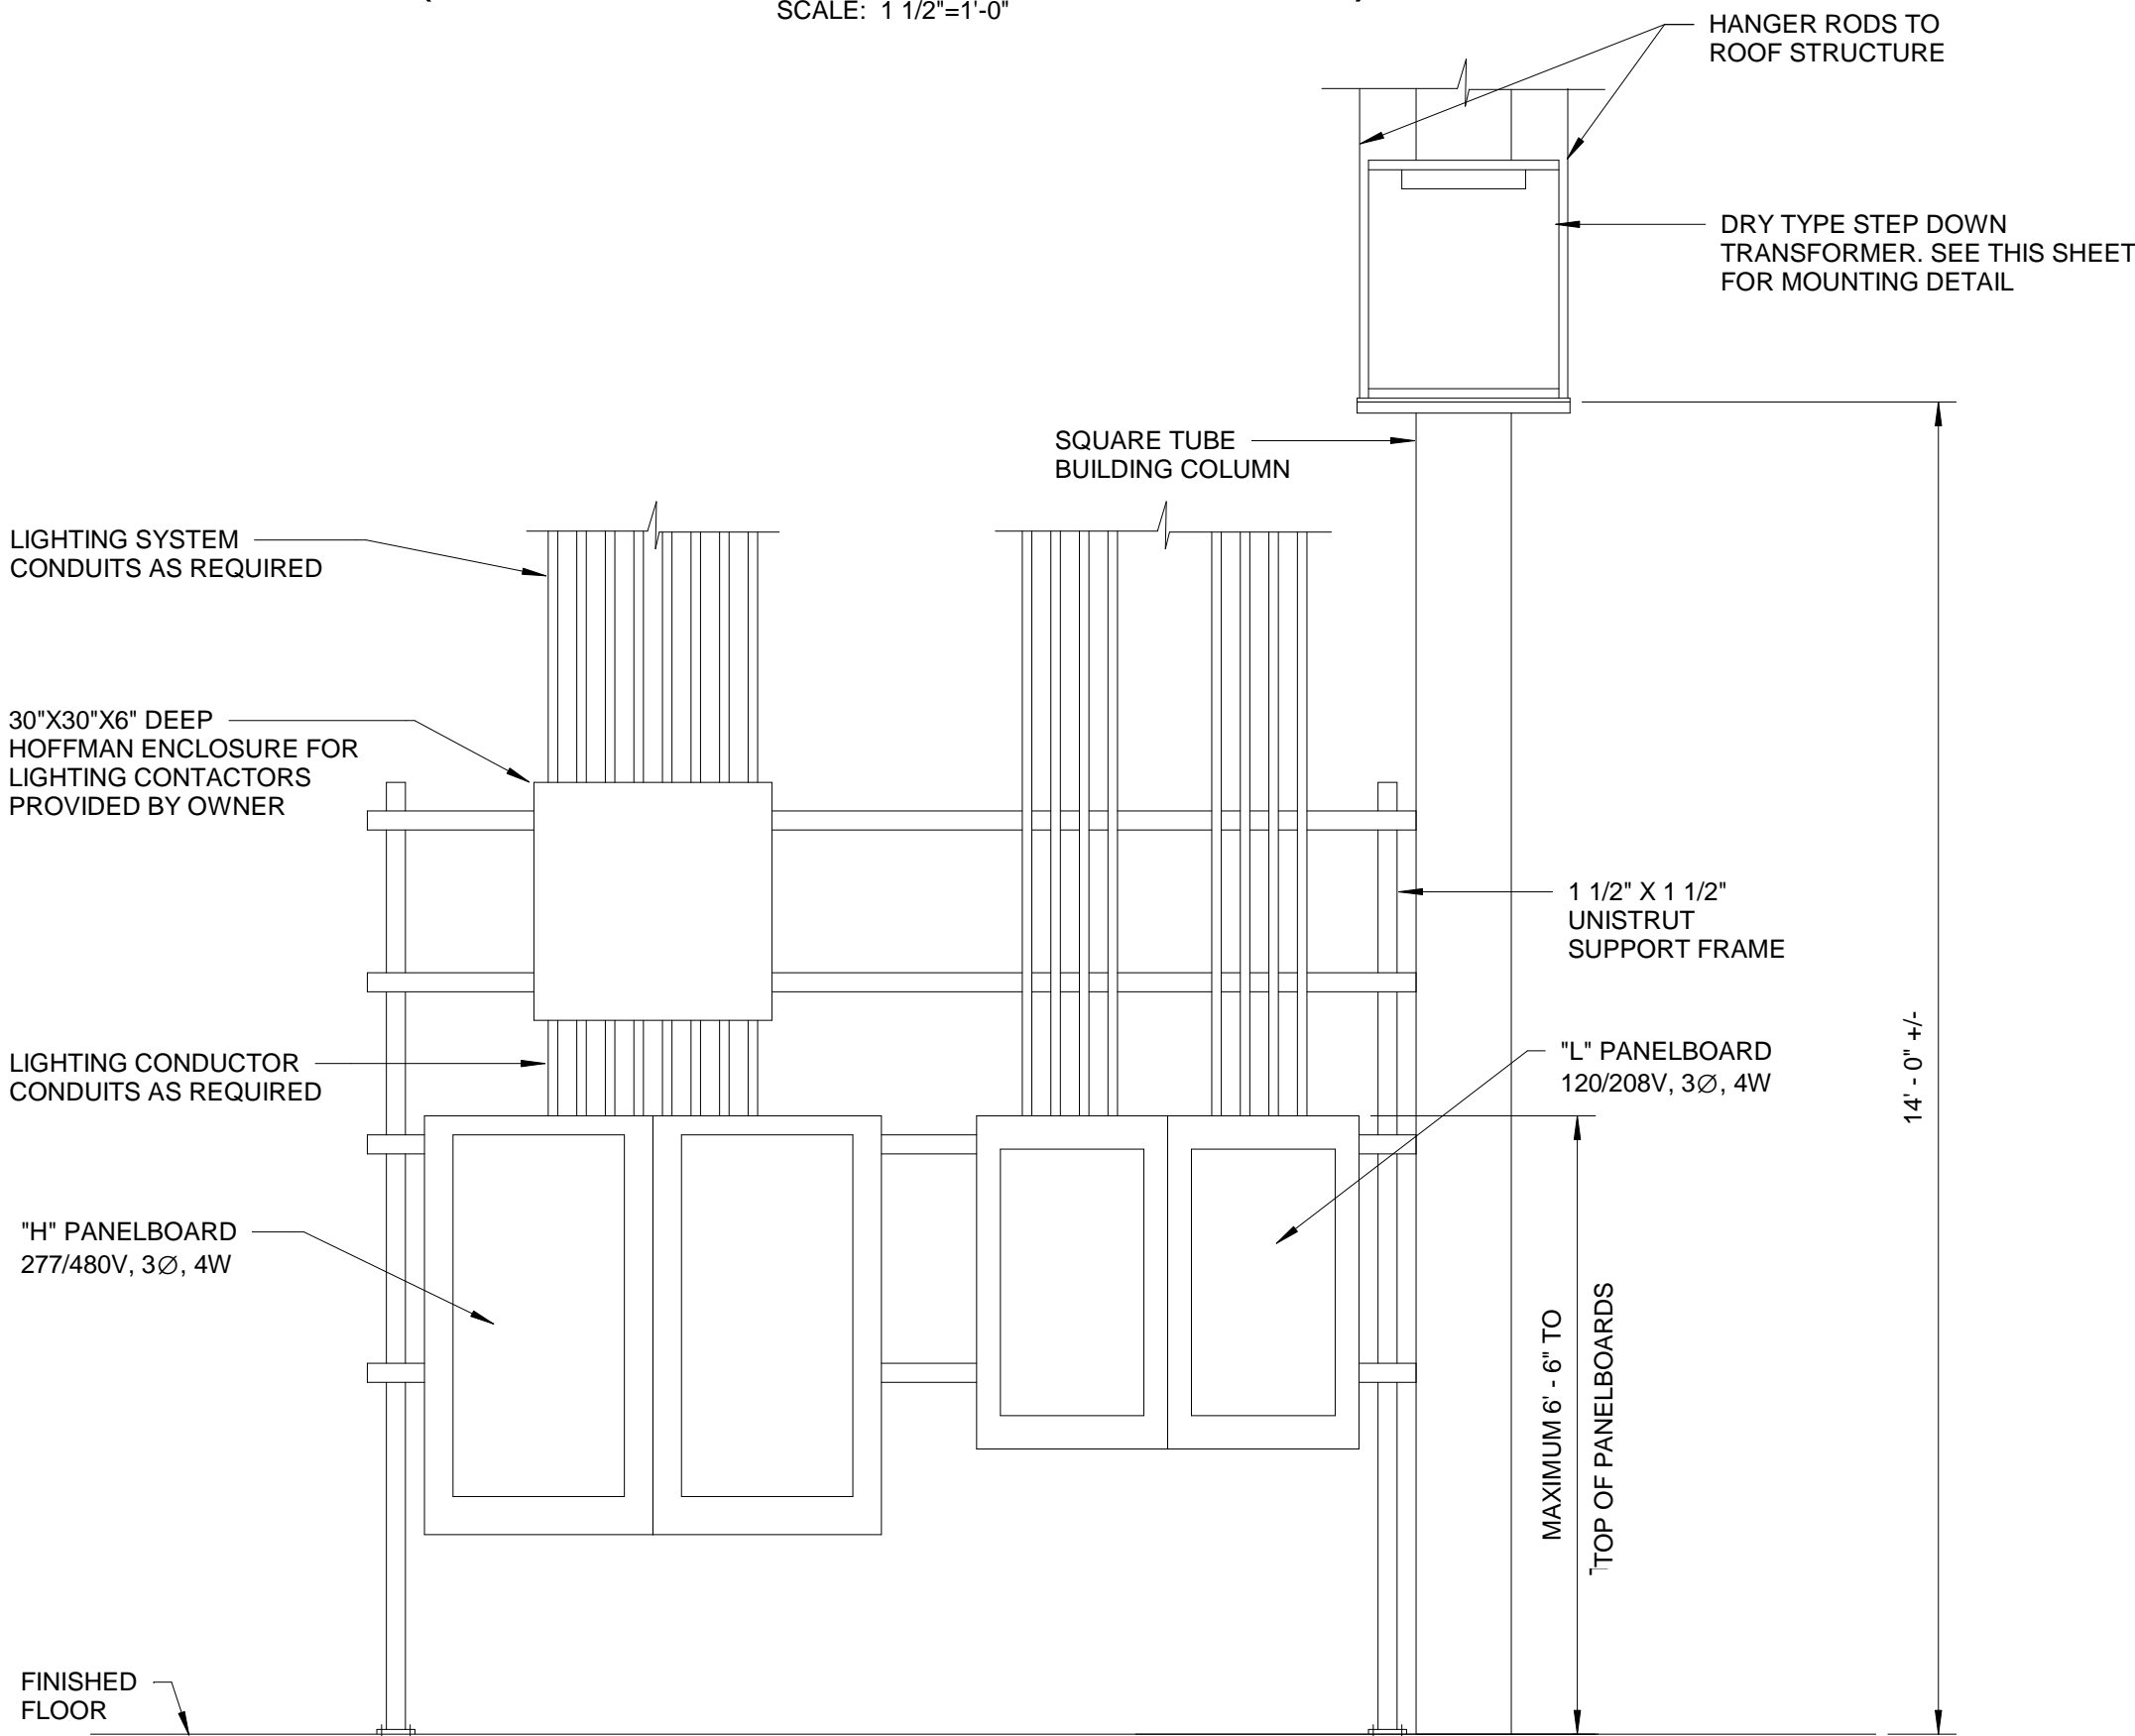 SCALE: 1 1/2"=1'-0"
HANGER RODS TO
ROOF STRUCTURE
DRY TYPE STEP DOWN
TRANSFORMER. SEE THIS SHEET
FOR MOUNTING DETAIL
SQUARE TUBE
BUILDING COLUMN
LIGHTING SYSTEM
CONDUITS AS REQUIRED
30"X30"X6" DEEP
HOFFMAN ENCLOSURE FOR
LIGHTING CONTACTORS
PROVIDED BY OWNER
1 1/2" X 1 1/2"
UNISTRUT
SUPPORT FRAME
LIGHTING CONDUCTOR
CONDUITS AS REQUIRED
"L" PANELBOARD
120/208V, 3∅, 4W
14' - 0" +/-
"H" PANELBOARD
277/480V, 3∅, 4W
MAXIMUM 6' - 6" TO
TOP OF PANELBOARDS
FINISHED
FLOOR